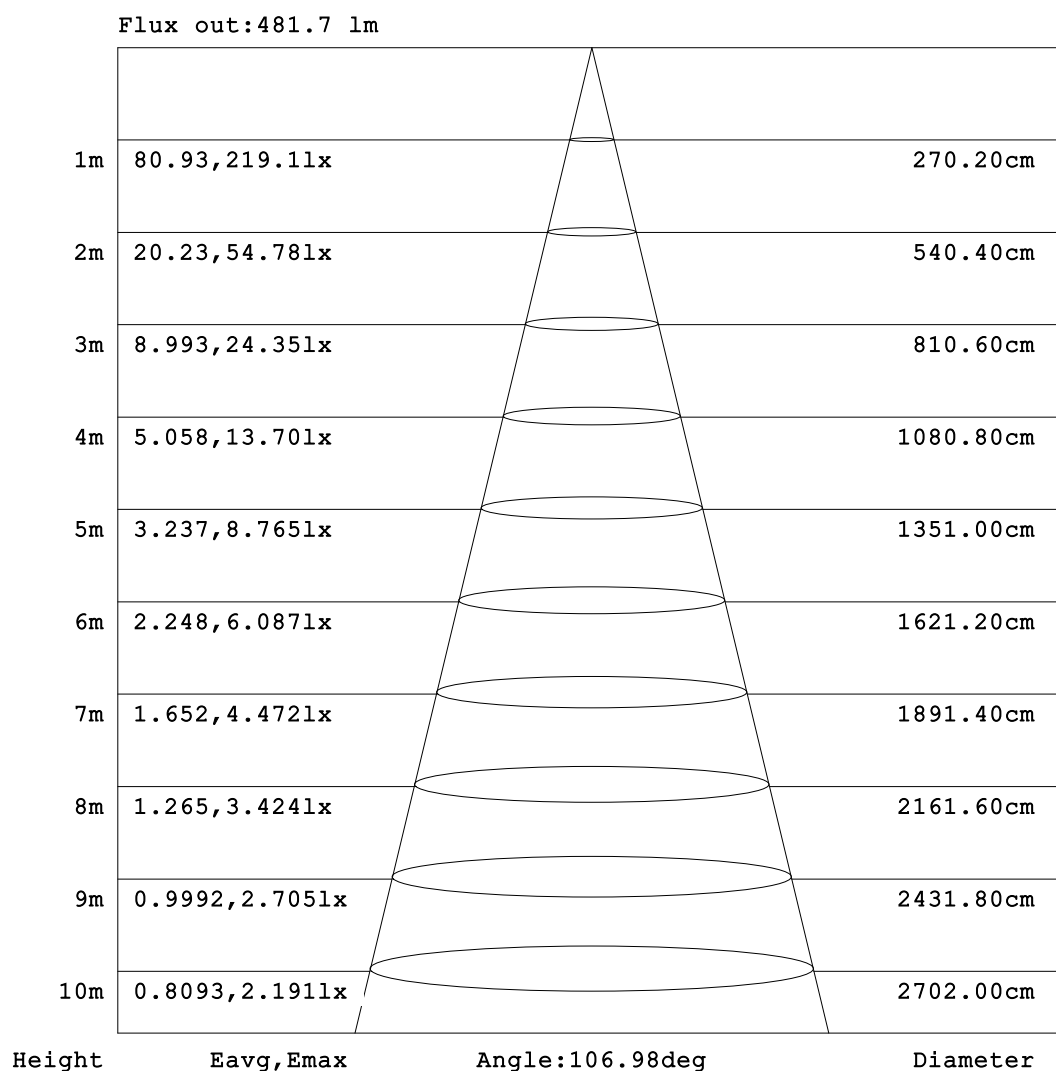 Flux out:481.7 lm
1m 80.93,219.1lx 270.20cm
2m 20.23,54.78lx 540.40cm
3m 8.993,24.35lx 810.60cm
4m 5.058,13.70lx 1080.80cm
5m 3.237,8.765lx 1351.00cm
6m 2.248,6.087lx 1621.20cm
7m 1.652,4.472lx 1891.40cm
8m 1.265,3.424lx 2161.60cm
9m 0.9992,2.705lx 2431.80cm
10m 0.8093,2.191lx 2702.00cm
Height Eavg,Emax Angle:106.98deg Diameter